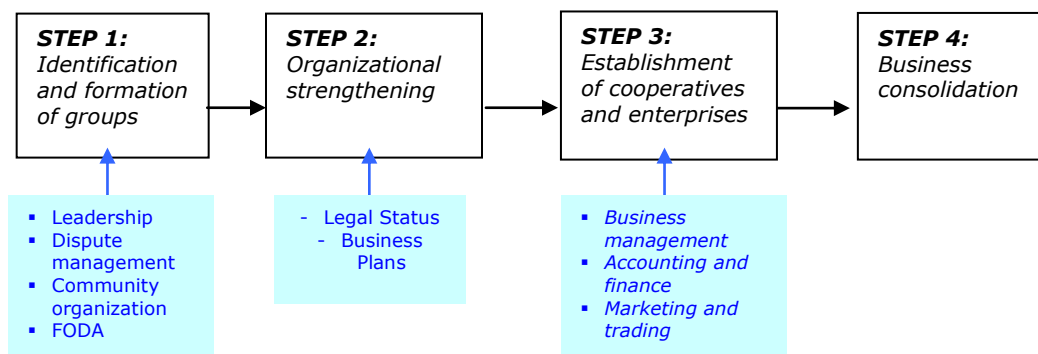 STEP 1:
Identification
and formation
of groups
STEP 2:
Organizational
strengthening
STEP 3:
Establishment
of cooperatives
and enterprises
STEP 4:
Business
consolidation
▪ Leadership
▪ Dispute
management
▪ Community
organization
▪ FODA
- Legal Status
- Business
Plans
▪ Business
management
▪ Accounting and
finance
▪ Marketing and
trading